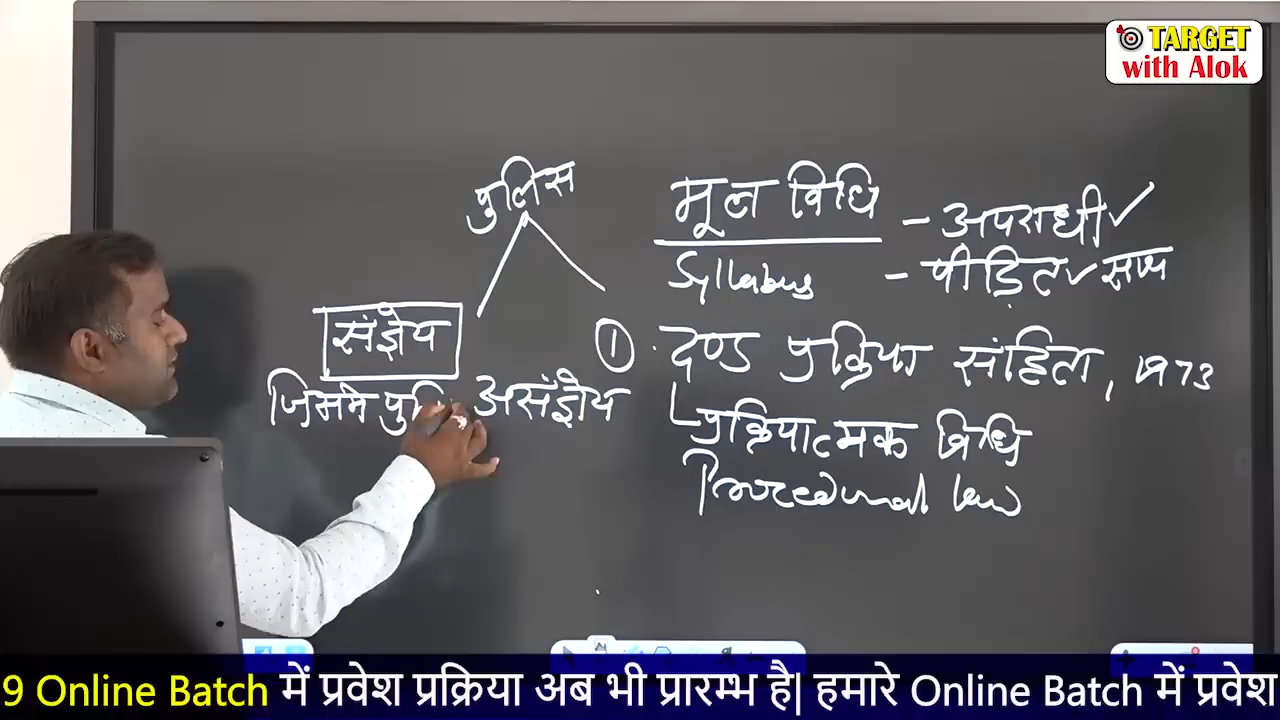 TARGET
with Alok
पुलिस
संज्ञेय
जिसमे
असंज्ञेय
मूल विधि
Syllabus
- अपराधी ✓
- पीड़ित ✓
① दण्ड प्रक्रिया संहिता, 1973
प्रक्रियात्मक विधि
Procedural law
9 Online Batch में प्रवेश प्रक्रिया अब भी प्रारम्भ है| हमारे Online Batch में प्रवेश